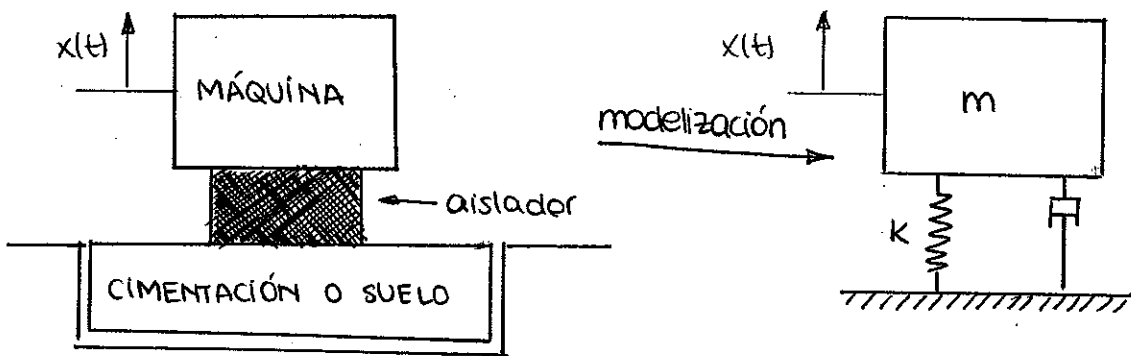 x(t)
MÁQUINA
aislador
CIMENTACIÓN O SUELO
modelización
x(t)
m
K